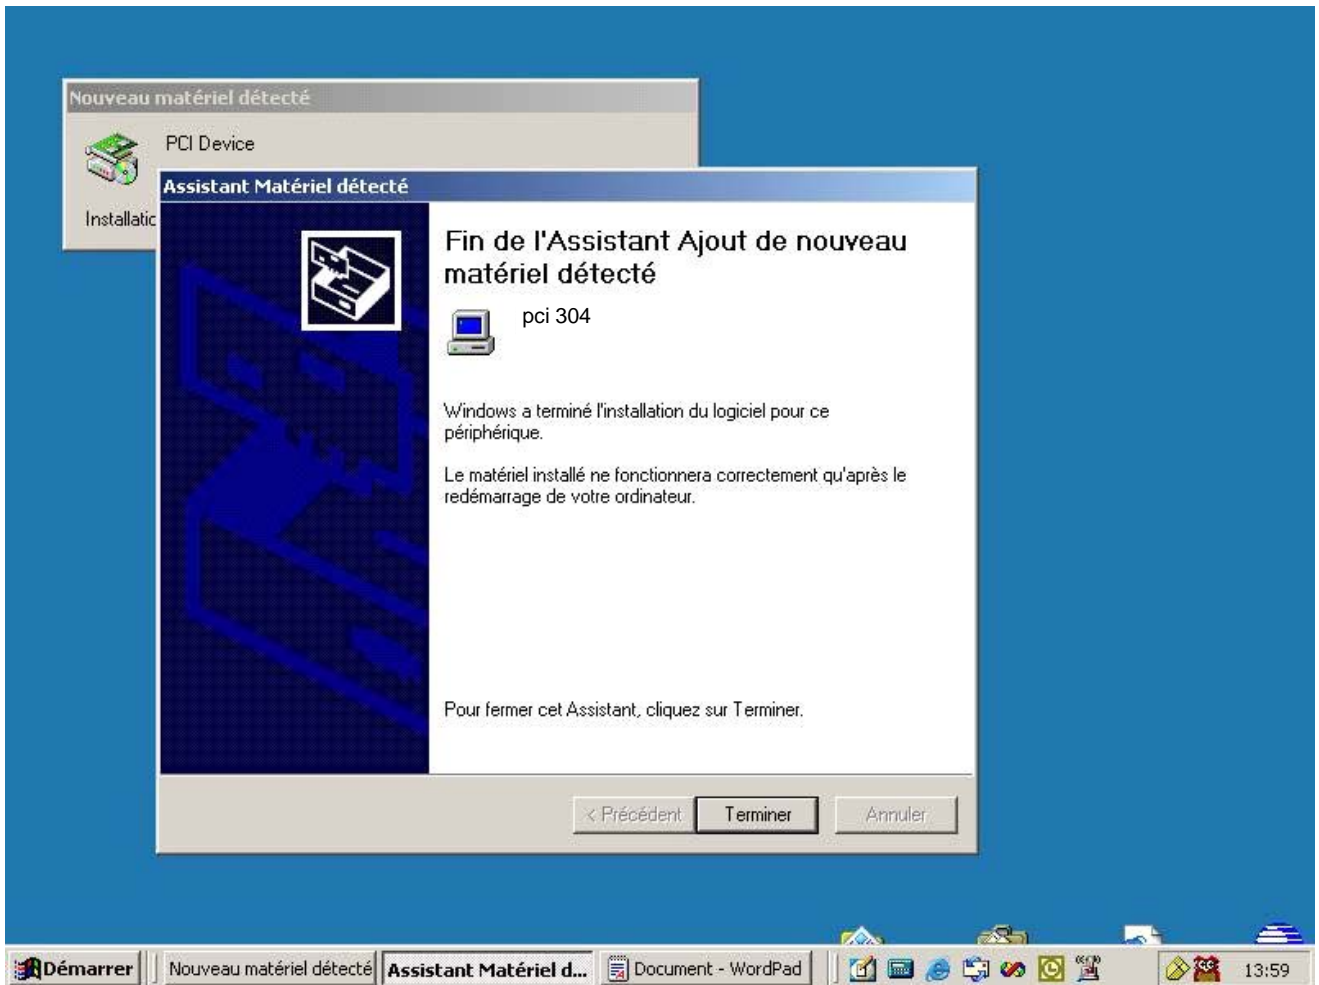 Nouveau matériel détecté
PCI Device
Assistant Matériel détecté
Fin de l'Assistant Ajout de nouveau
matériel détecté
pci 304
Windows a terminé l'installation du logiciel pour ce
périphérique.
Le matériel installé ne fonctionnera correctement qu'après le
redémarrage de votre ordinateur.
Pour fermer cet Assistant, cliquez sur Terminer.
< Précédent Terminer Annuler
Démarrer Nouveau matériel détecté Assistant Matériel d... Document - WordPad 13:59